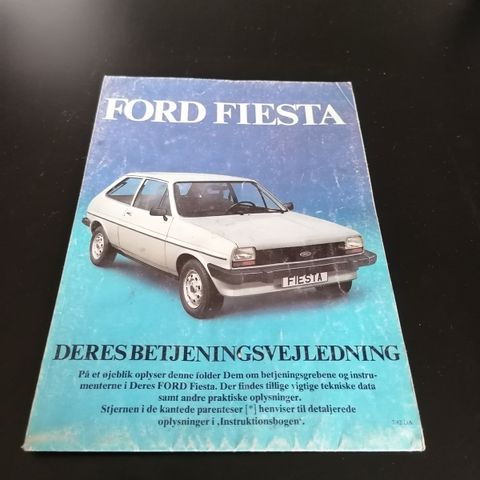 FORD FIESTA
FIESTA
DERES BETJENINGSVEJLEDNING
På et øjeblik oplyser denne folder Dem om betjeningsgrebene og instru-
menterne i Deres FORD Fiesta. Der findes tillige vigtige tekniske data
samt andre praktiske oplysninger.
Stjernen i de kantede parenteser [*] henviser til detaljerede
oplysninger i ‚Instruktionsbogen'.